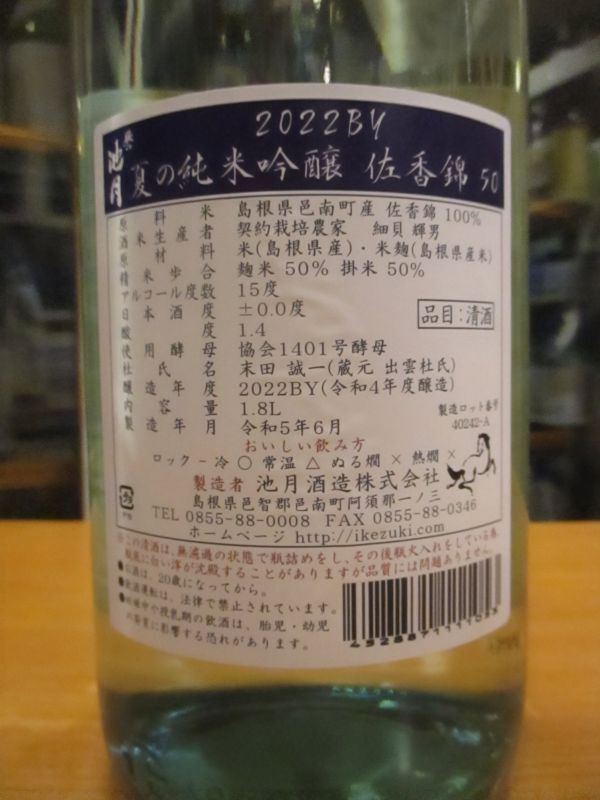 2022BY
池月 夏の純米吟醸 佐香錦 50
原料米 島根県邑南町産 佐香錦 100%
酒米生産者 契約栽培農家 細貝 輝男
原材料 米(島根県産)・米麹(島根県産米)
精米歩合 麹米 50% 掛米 50%
アルコール度数 15度
日本酒度 ±0.0度
酸度 1.4
品目:清酒
使用酵母 協会1401号酵母
杜氏名 末田 誠一(蔵元 出雲杜氏)
醸造年度 2022BY(令和4年度醸造)
内容量 1.8L
製造ロット番号
40242-A
製造年月 令和5年6月
おいしい飲み方
ロック − 冷 ○ 常温 △ ぬる燗 × 熱燗 ×
製造者 池月酒造株式会社
島根県邑智郡邑南町阿須那一ノ三
TEL 0855-88-0008 FAX 0855-88-0346
ホームページ http://ikezuki.com
※この清酒は、無濾過の状態で瓶詰めをし、その後瓶火入れをしている為
瓶底に白い滓が沈殿することがありますが品質には問題ありません。
●お酒は、20歳になってから。
●飲酒運転は、法律で禁止されています。
●妊娠中や授乳期の飲酒は、胎児・幼児
の発育に影響する恐れがあります。